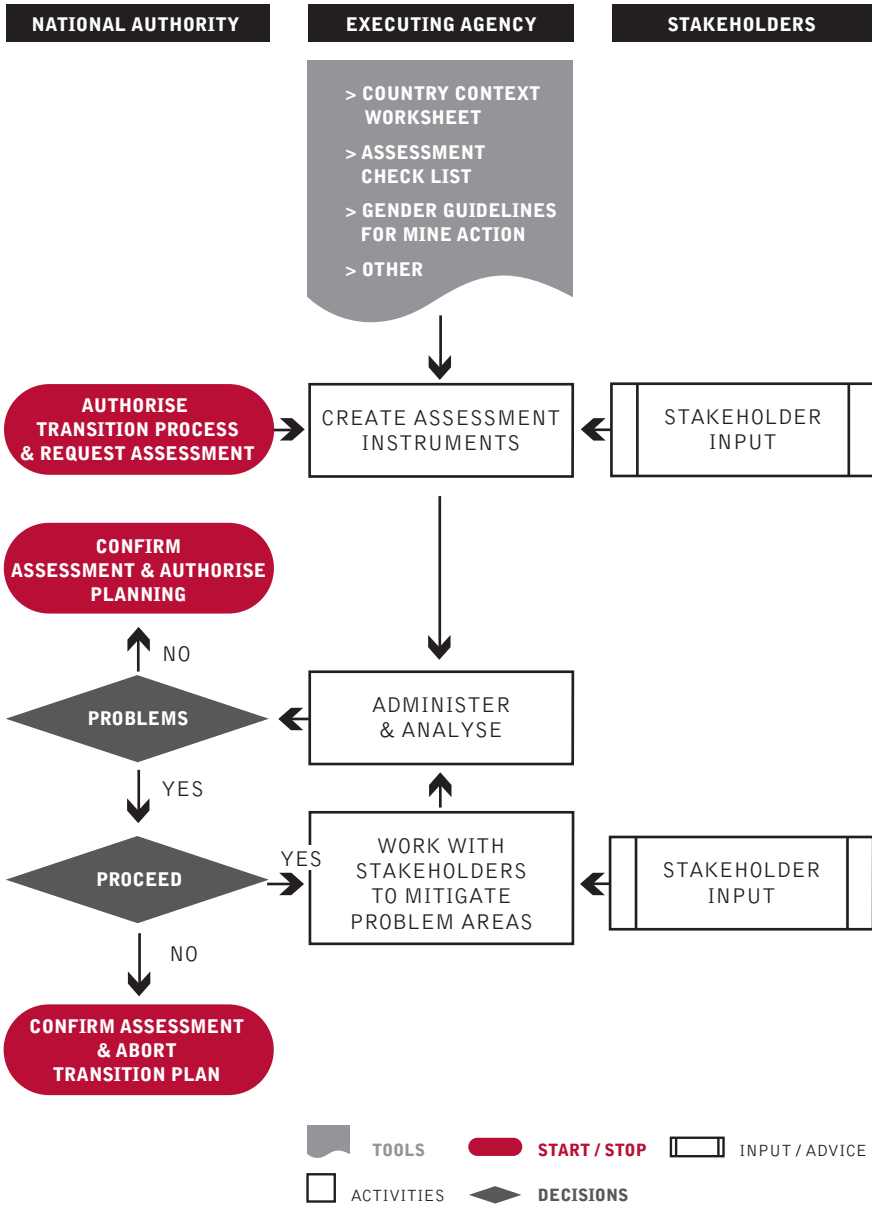 NATIONAL AUTHORITY
EXECUTING AGENCY
STAKEHOLDERS
> COUNTRY CONTEXT
WORKSHEET
> ASSESSMENT
CHECK LIST
> GENDER GUIDELINES
FOR MINE ACTION
> OTHER
AUTHORISE
TRANSITION PROCESS
& REQUEST ASSESSMENT
CREATE ASSESSMENT
INSTRUMENTS
STAKEHOLDER
INPUT
CONFIRM
ASSESSMENT & AUTHORISE
PLANNING
NO
PROBLEMS
ADMINISTER
& ANALYSE
YES
PROCEED
YES
WORK WITH
STAKEHOLDERS
TO MITIGATE
PROBLEM AREAS
STAKEHOLDER
INPUT
NO
CONFIRM ASSESSMENT
& ABORT
TRANSITION PLAN
TOOLS
START / STOP
INPUT / ADVICE
ACTIVITIES
DECISIONS